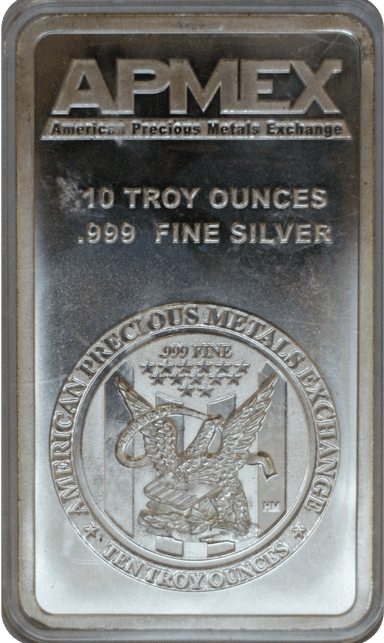 APMEX
American Precious Metals Exchange
10 TROY OUNCES
.999 FINE SILVER
AMERICAN PRECIOUS METALS EXCHANGE
.999 FINE
HM
★ TEN TROY OUNCES ★